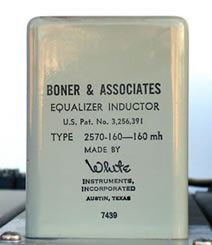 BONER & ASSOCIATES
EQUALIZER INDUCTOR
U.S. Pat. No. 3,256,391
TYPE 2570-160—160 mh
MADE BY
White
INSTRUMENTS,
INCORPORATED
AUSTIN, TEXAS
7439